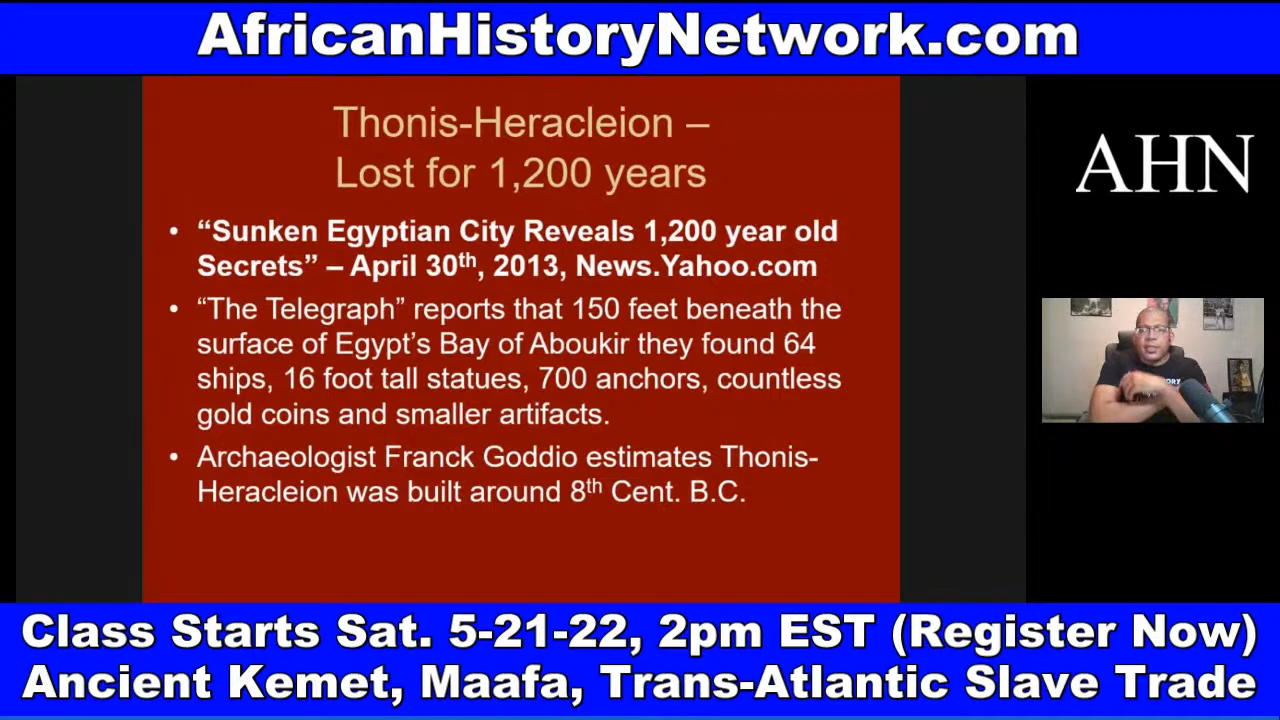 AfricanHistoryNetwork.com
Thonis-Heracleion –
Lost for 1,200 years
• “Sunken Egyptian City Reveals 1,200 year old
Secrets” – April 30th, 2013, News.Yahoo.com
• “The Telegraph” reports that 150 feet beneath the
surface of Egypt’s Bay of Aboukir they found 64
ships, 16 foot tall statues, 700 anchors, countless
gold coins and smaller artifacts.
• Archaeologist Franck Goddio estimates Thonis-
Heracleion was built around 8th Cent. B.C.
AHN
Class Starts Sat. 5-21-22, 2pm EST (Register Now)
Ancient Kemet, Maafa, Trans-Atlantic Slave Trade